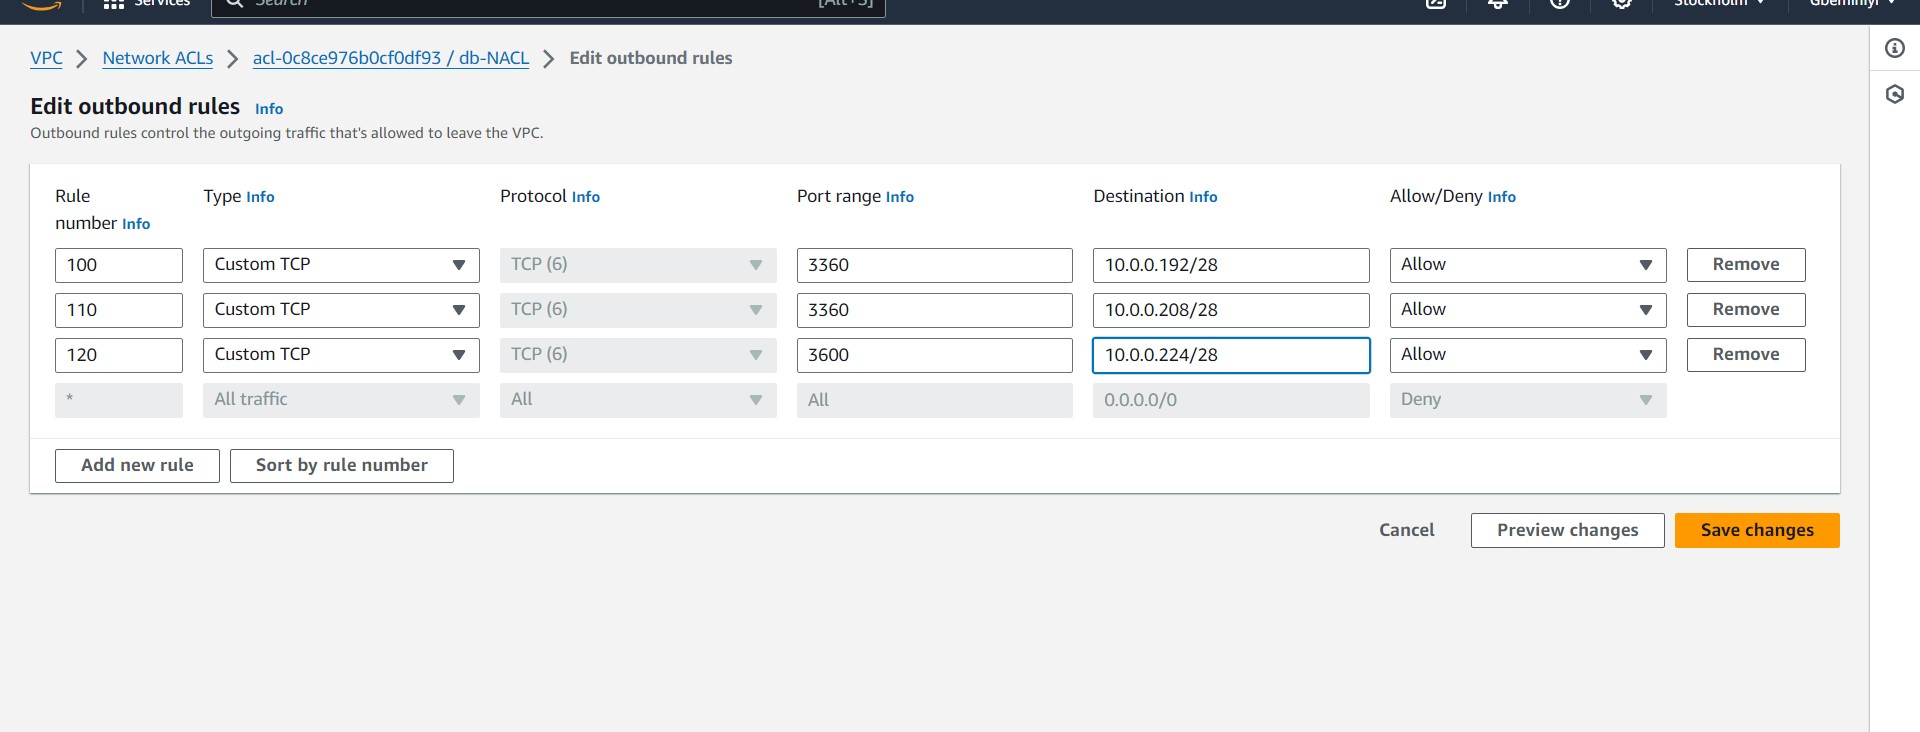 Services Search [Alt+S] Stockholm Gbeminiyi
VPC Network ACLs acl-0c8ce976b0cf0df93 / db-NACL Edit outbound rules
Edit outbound rules Info
Outbound rules control the outgoing traffic that's allowed to leave the VPC.
Rule number Info Type Info Protocol Info Port range Info Destination Info Allow/Deny Info
100 Custom TCP TCP (6) 3360 10.0.0.192/28 Allow Remove
110 Custom TCP TCP (6) 3360 10.0.0.208/28 Allow Remove
120 Custom TCP TCP (6) 3600 10.0.0.224/28 Allow Remove
* All traffic All All 0.0.0.0/0 Deny
Add new rule Sort by rule number
Cancel Preview changes Save changes